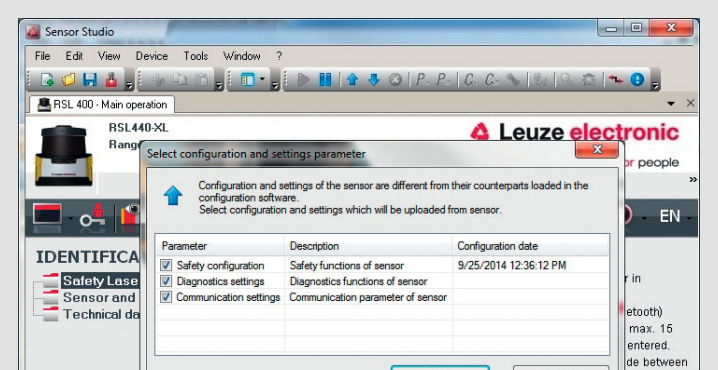 Sensor Studio
File Edit View Device Tools Window ?
RSL 400 - Main operation
RSL440-XL
Leuze electronic
Select configuration and settings parameter
people
Configuration and settings of the sensor are different from their counterparts loaded in the
configuration software.
Select configuration and settings which will be uploaded from sensor.
EN
Parameter Description Configuration date
Safety configuration Safety functions of sensor 9/25/2014 12:36:12 PM
Diagnostics settings Diagnostics functions of sensor
Communication settings Communication parameter of sensor
IDENTIFICA
Safety Lase
Sensor and
Technical da
r in
etooth)
max. 15
entered.
de between